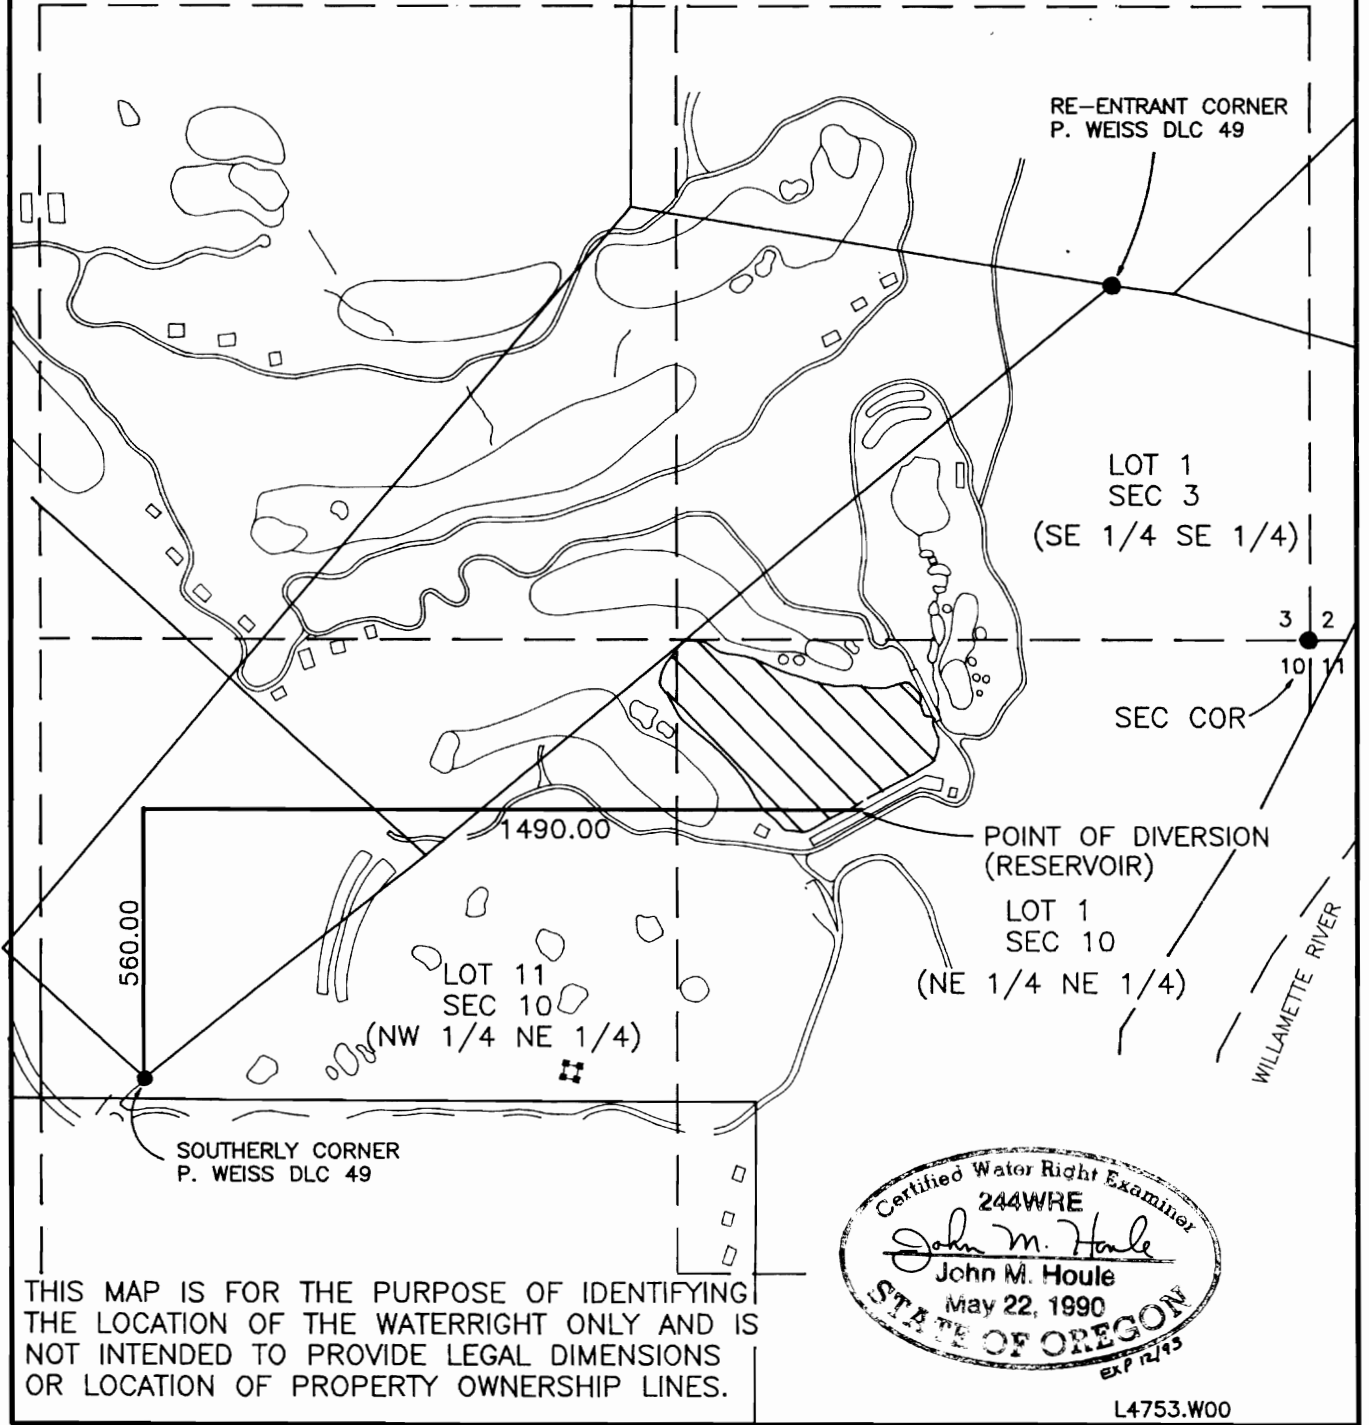 RE-ENTRANT CORNER
P. WEISS DLC 49
LOT 1
SEC 3
(SE 1/4 SE 1/4)
3 2
10 11
SEC COR
1490.00
560.00
POINT OF DIVERSION
(RESERVOIR)
LOT 1
SEC 10
(NE 1/4 NE 1/4)
WILLAMETTE RIVER
LOT 11
SEC 10
(NW 1/4 NE 1/4)
SOUTHERLY CORNER
P. WEISS DLC 49
Certified Water Right Examiner
244WRE
John M. Houle
John M. Houle
May 22, 1990
STATE OF OREGON
EXP 12/93
THIS MAP IS FOR THE PURPOSE OF IDENTIFYING
THE LOCATION OF THE WATERRIGHT ONLY AND IS
NOT INTENDED TO PROVIDE LEGAL DIMENSIONS
OR LOCATION OF PROPERTY OWNERSHIP LINES.
L4753.W00